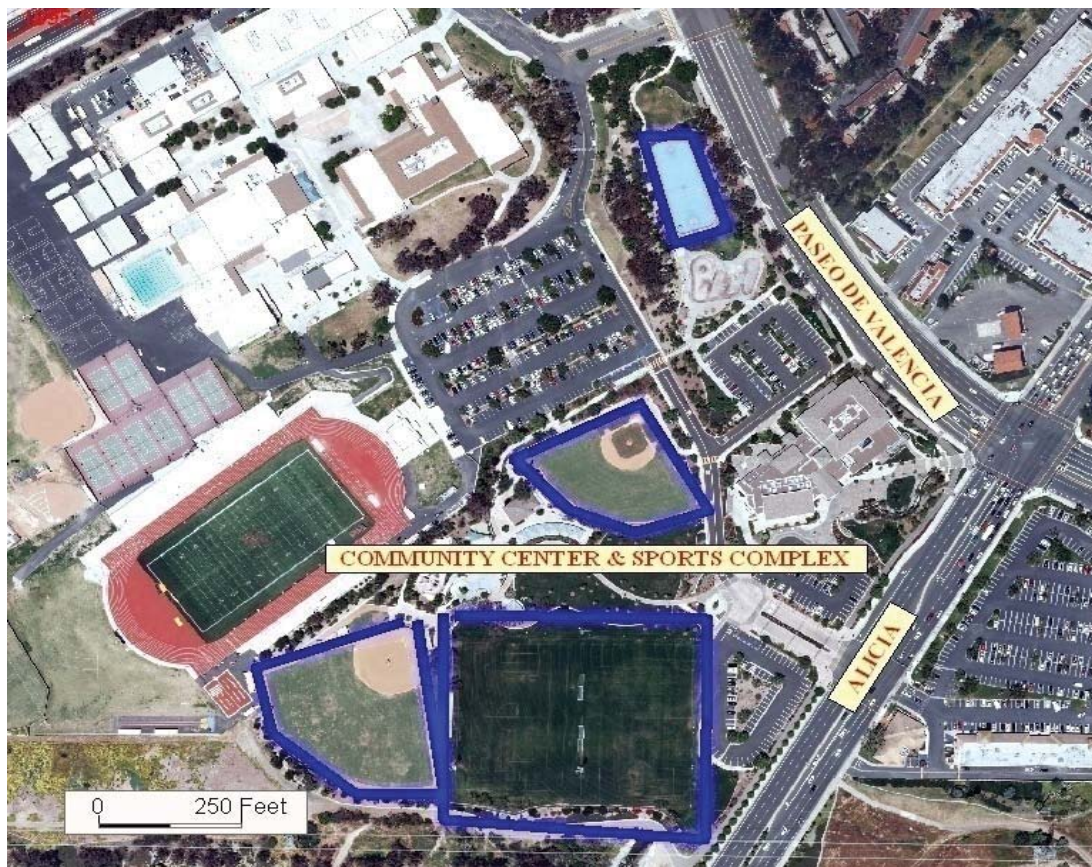 PASEO DE VALENCIA
COMMUNITY CENTER & SPORTS COMPLEX
ALICIA
0 250 Feet